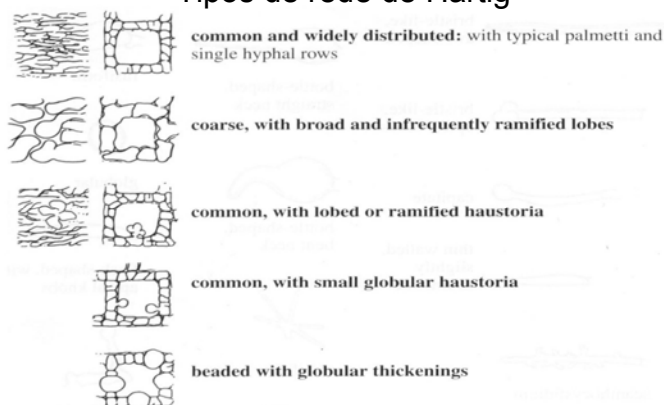 Tipos de rede de Hartig
common and widely distributed: with typical palmetti and
single hyphal rows
coarse, with broad and infrequently ramified lobes
common, with lobed or ramified haustoria
common, with small globular haustoria
beaded with globular thickenings